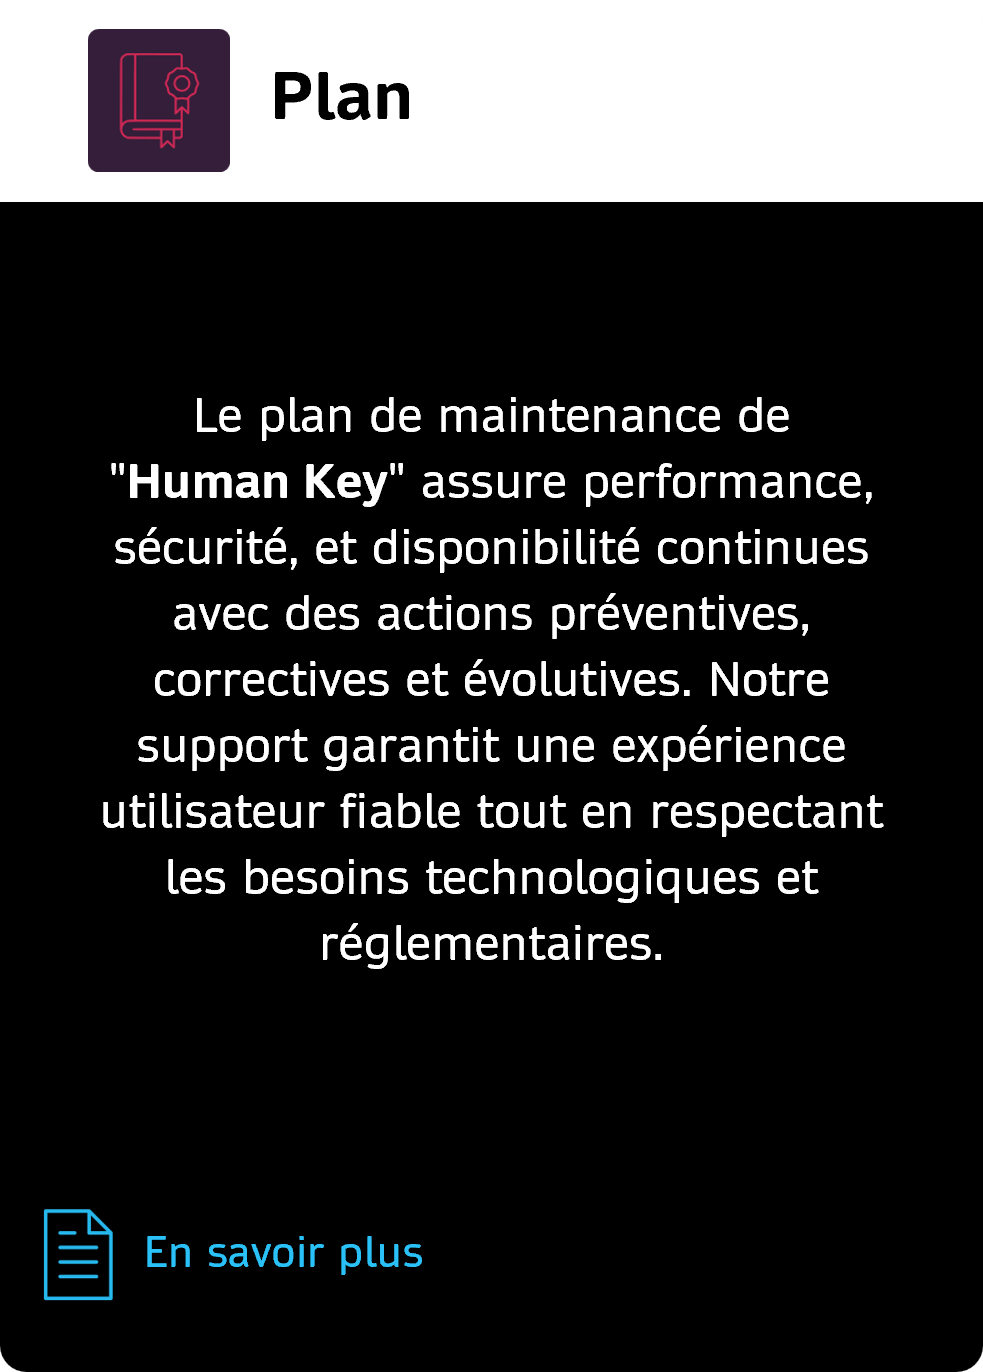 Plan
Le plan de maintenance de
"Human Key" assure performance,
sécurité, et disponibilité continues
avec des actions préventives,
correctives et évolutives. Notre
support garantit une expérience
utilisateur fiable tout en respectant
les besoins technologiques et
réglementaires.
En savoir plus